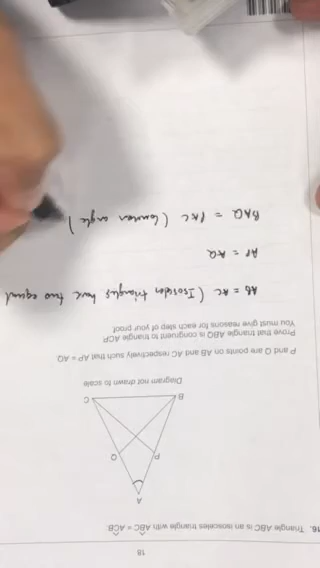 18
16. Triangle ABC is an isosceles triangle with AB̂C = AĈB.
A
P
Q
B
C
Diagram not drawn to scale
P and Q are points on AB and AC respectively such that AP = AQ.
Prove that triangle ABQ is congruent to triangle ACP.
You must give reasons for each step of your proof.
AB = AC (Isosceles triangles have two equal
AP = AQ
BAQ = PAC (Common angle)